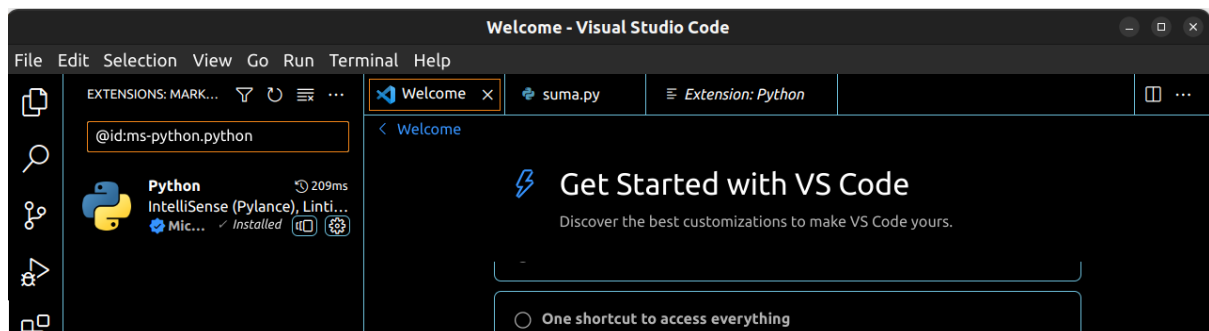 Welcome - Visual Studio Code
File Edit Selection View Go Run Terminal Help
EXTENSIONS: MARK...
Welcome suma.py Extension: Python
@id:ms-python.python
Welcome
Python 209ms
IntelliSense (Pylance), Linti...
Mic... Installed
Get Started with VS Code
Discover the best customizations to make VS Code yours.
One shortcut to access everything